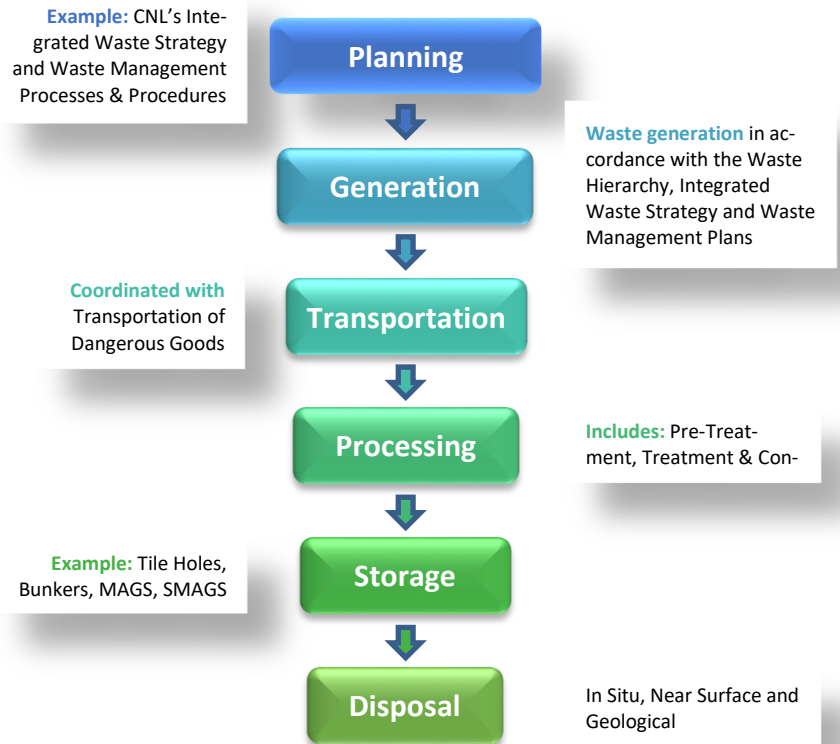 Example: CNL's Inte-
grated Waste Strategy
and Waste Management
Processes & Procedures
Planning
Waste generation in ac-
cordance with the Waste
Hierarchy, Integrated
Waste Strategy and Waste
Management Plans
Generation
Coordinated with
Transportation of
Dangerous Goods
Transportation
Processing
Includes: Pre-Treat-
ment, Treatment & Con-
Example: Tile Holes,
Bunkers, MAGS, SMAGS
Storage
Disposal
In Situ, Near Surface and
Geological